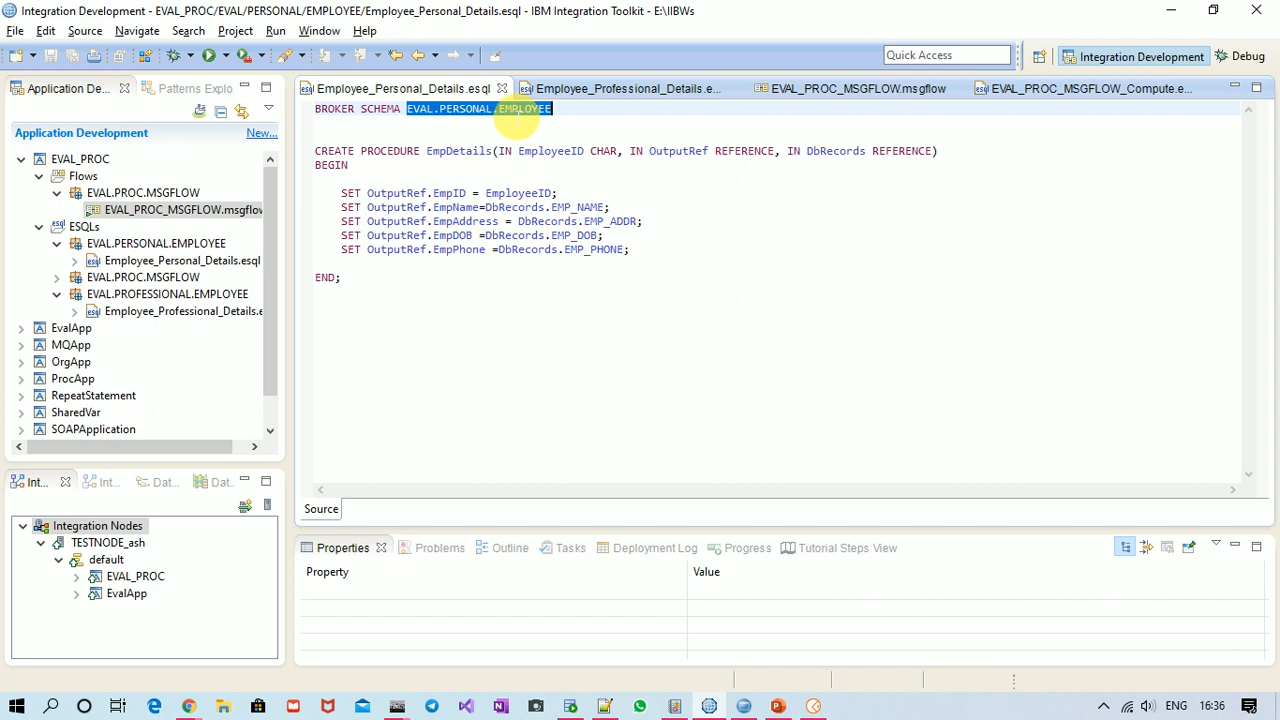 Integration Development - EVAL_PROC/EVAL/PERSONAL/EMPLOYEE/Employee_Personal_Details.esql - IBM Integration Toolkit - E:\IIBWs
File Edit Source Navigate Search Project Run Window Help
Quick Access
Integration Development
Debug
Application De...
Patterns Explo
Employee_Personal_Details.esql
Employee_Professional_Details.e...
EVAL_PROC_MSGFLOW.msgflow
EVAL_PROC_MSGFLOW_Compute.e...
Application Development
New...
EVAL_PROC
Flows
EVAL.PROC.MSGFLOW
EVAL_PROC_MSGFLOW.msgflow
ESQLs
EVAL.PERSONAL.EMPLOYEE
Employee_Personal_Details.esql
EVAL.PROC.MSGFLOW
EVAL.PROFESSIONAL.EMPLOYEE
Employee_Professional_Details.e
EvalApp
MQApp
OrgApp
ProcApp
RepeatStatement
SharedVar
SOAPApplication
BROKER SCHEMA EVAL.PERSONAL.EMPLOYEE
CREATE PROCEDURE EmpDetails(IN EmployeeID CHAR, IN OutputRef REFERENCE, IN DbRecords REFERENCE)
BEGIN
SET OutputRef.EmpID = EmployeeID;
SET OutputRef.EmpName=DbRecords.EMP_NAME;
SET OutputRef.EmpAddress = DbRecords.EMP_ADDR;
SET OutputRef.EmpDOB =DbRecords.EMP_DOB;
SET OutputRef.EmpPhone =DbRecords.EMP_PHONE;
END;
Source
Int...
Int...
Dat...
Dat...
Integration Nodes
TESTNODE_ash
default
EVAL_PROC
EvalApp
Properties
Problems
Outline
Tasks
Deployment Log
Progress
Tutorial Steps View
Property
Value
ENG
16:36